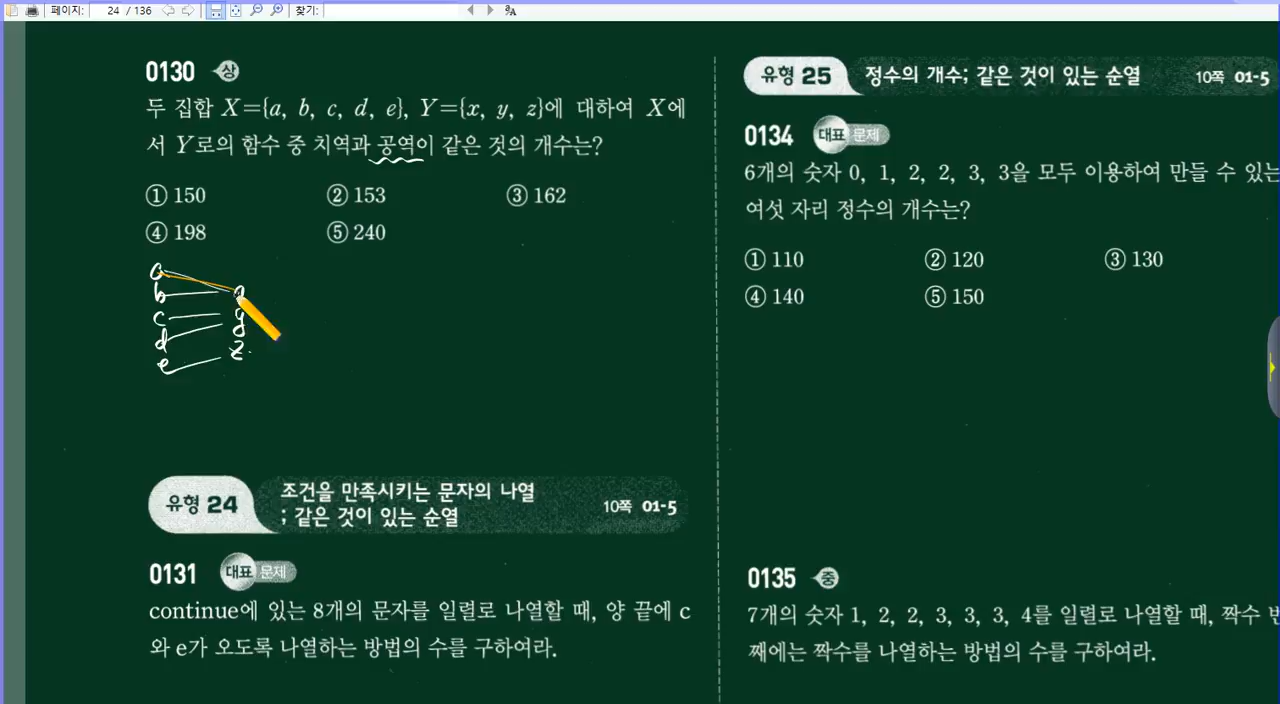 페이지: 24 / 136 찾기:
0130 상
두 집합 X={a, b, c, d, e}, Y={x, y, z}에 대하여 X에
서 Y로의 함수 중 치역과 공역이 같은 것의 개수는?
① 150 ② 153 ③ 162
④ 198 ⑤ 240
a
b
c
d
e
y
z
유형 24 조건을 만족시키는 문자의 나열
; 같은 것이 있는 순열 10쪽 01-5
0131 대표 문제
continue에 있는 8개의 문자를 일렬로 나열할 때, 양 끝에 c
와 e가 오도록 나열하는 방법의 수를 구하여라.
유형 25 정수의 개수; 같은 것이 있는 순열 10쪽 01-5
0134 대표 문제
6개의 숫자 0, 1, 2, 2, 3, 3을 모두 이용하여 만들 수 있는
여섯 자리 정수의 개수는?
① 110 ② 120 ③ 130
④ 140 ⑤ 150
0135 중
7개의 숫자 1, 2, 2, 3, 3, 3, 4를 일렬로 나열할 때, 짝수 번
째에는 짝수를 나열하는 방법의 수를 구하여라.